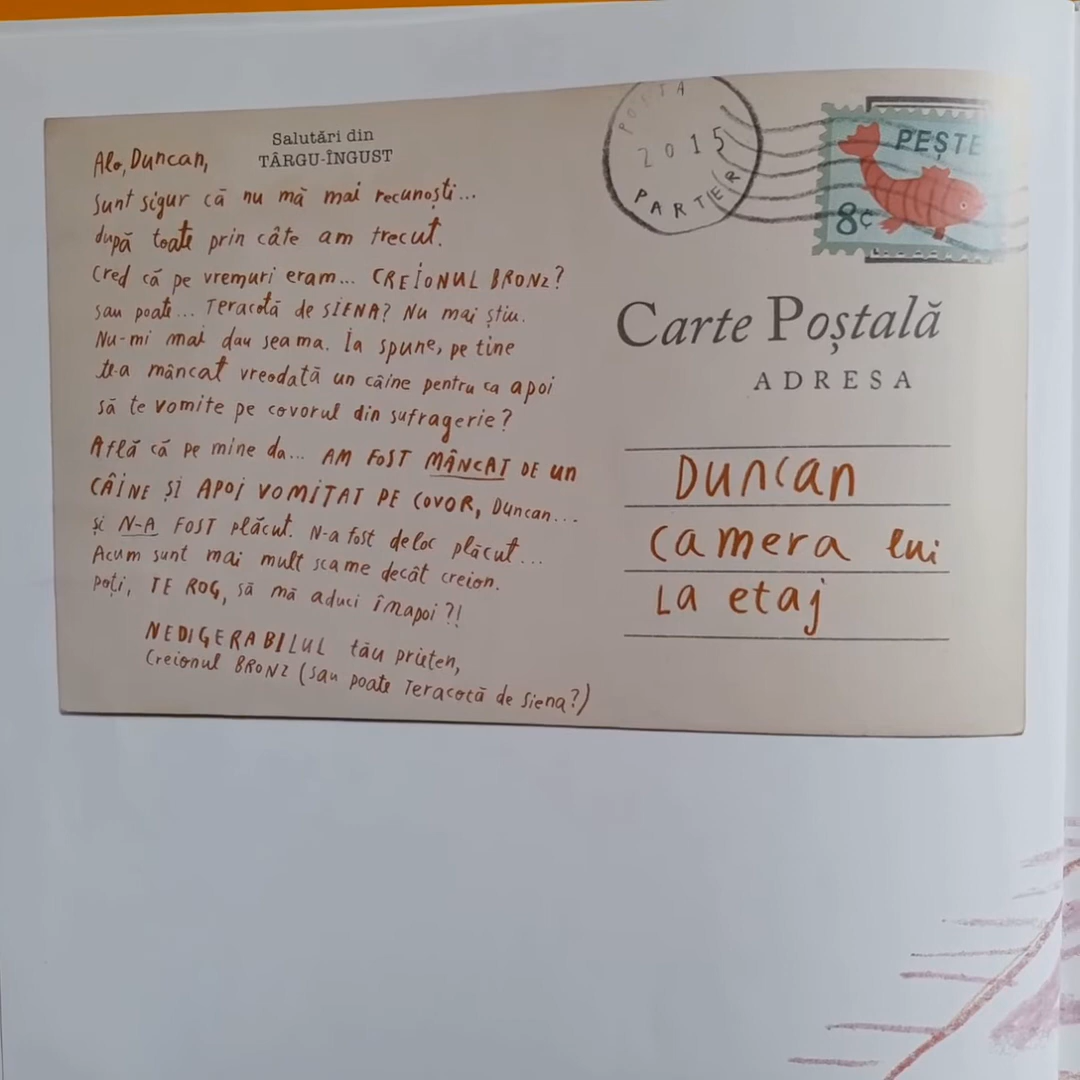 Salutări din
TÂRGU-ÎNGUST
Alo, Duncan,
Sunt sigur că nu mă mai recunoști...
după toate prin câte am trecut.
Cred că pe vremuri eram... CREIONUL BRONZ?
sau poate... Teracotă de SIENA? Nu mai știu.
Nu-mi mai dau seama. Ia spune, pe tine
te-a mâncat vreodată un câine pentru ca apoi
să te vomite pe covorul din sufragerie?
Află că pe mine da... AM FOST MÂNCAT DE un
CÂINE ȘI APOI VOMITAT PE COVOR, Duncan...
și N-A FOST plăcut. N-a fost deloc plăcut...
Acum sunt mai mult scame decât creion.
Poți, TE ROG, să mă aduci înapoi?!
NEDIGERABILUL tău prieten,
Creionul BRONZ (sau poate Teracotă de Siena?)
POȘTA
2015
PARTER
PEȘTE
8¢
Carte Poștală
ADRESA
Duncan
camera lui
La etaj